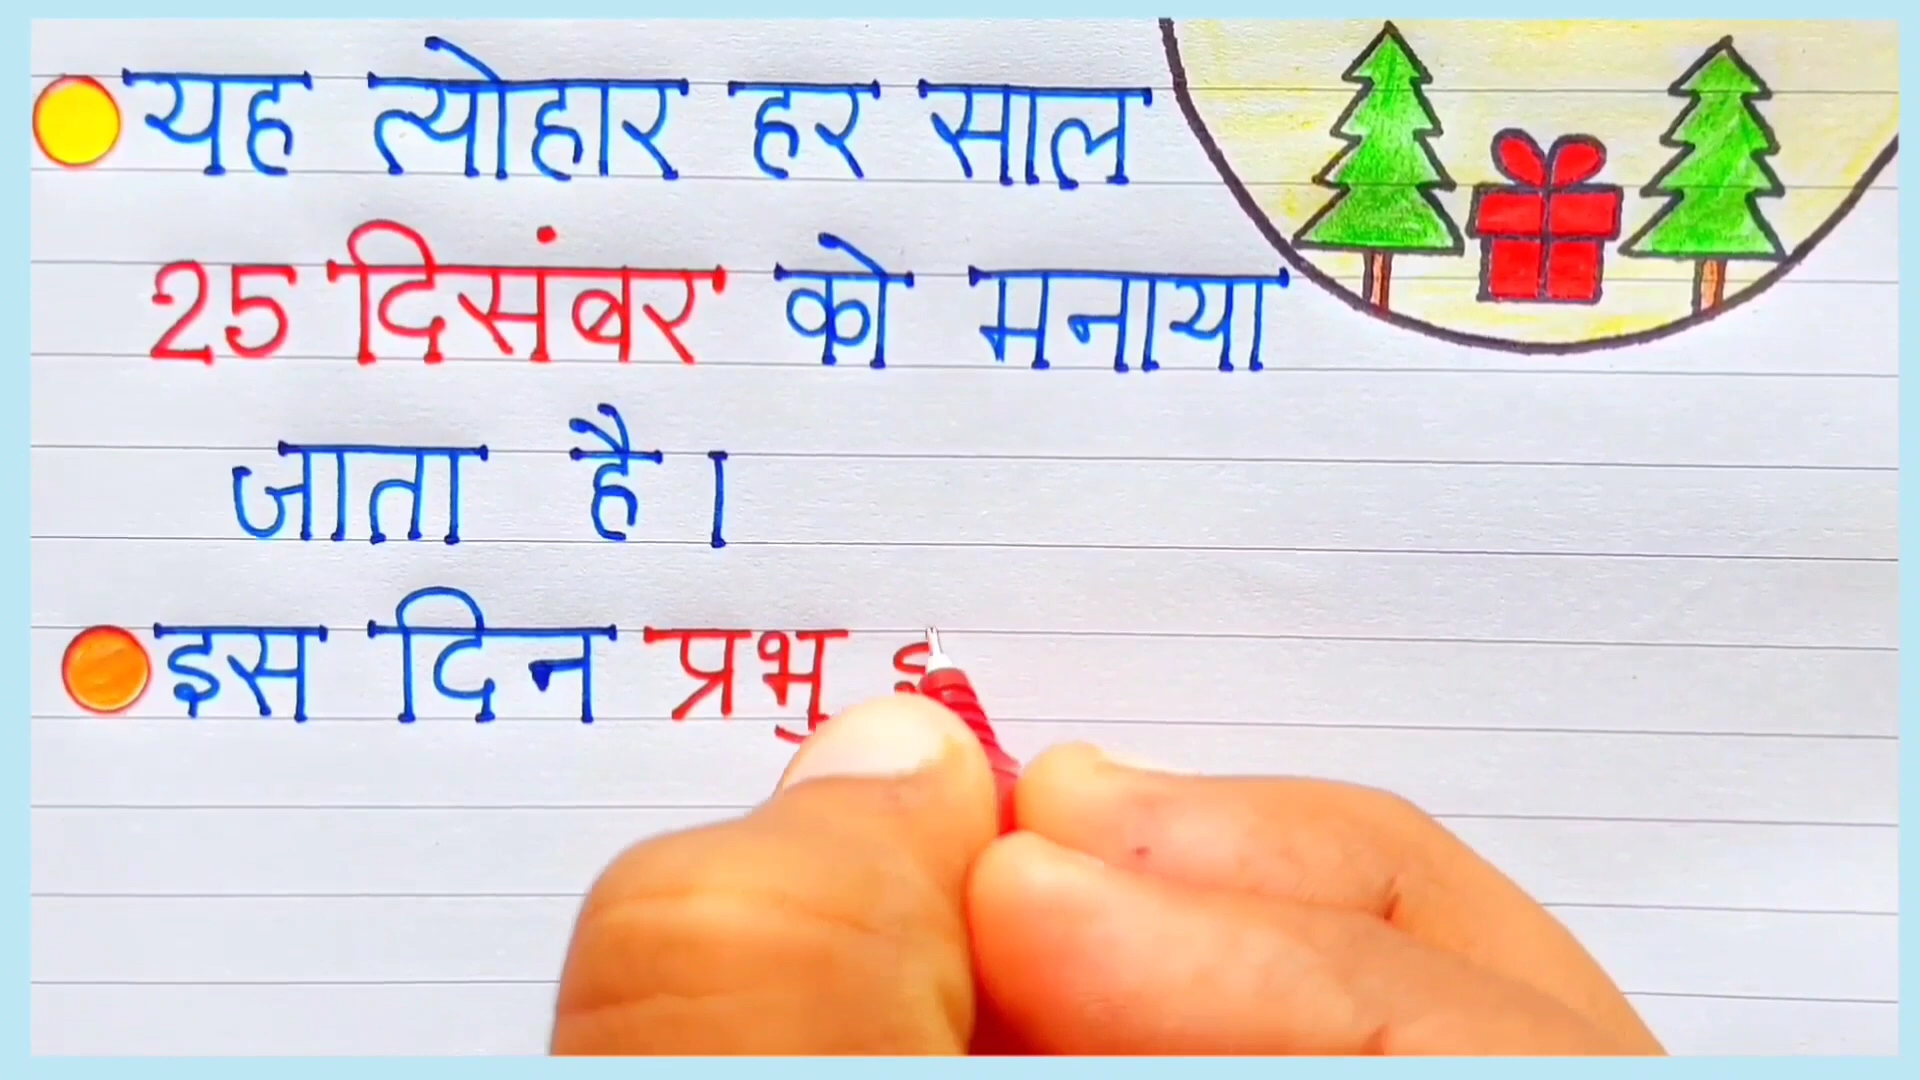 यह त्योहार हर साल
25 दिसंबर को मनाया
जाता है।
इस दिन प्रभु